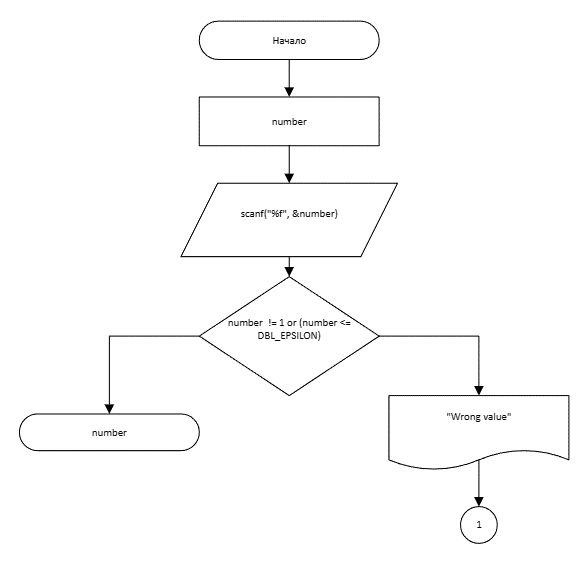 Начало
number
scanf("%f", &number)
number  != 1 or (number <=
DBL_EPSILON)
number
"Wrong value"
1